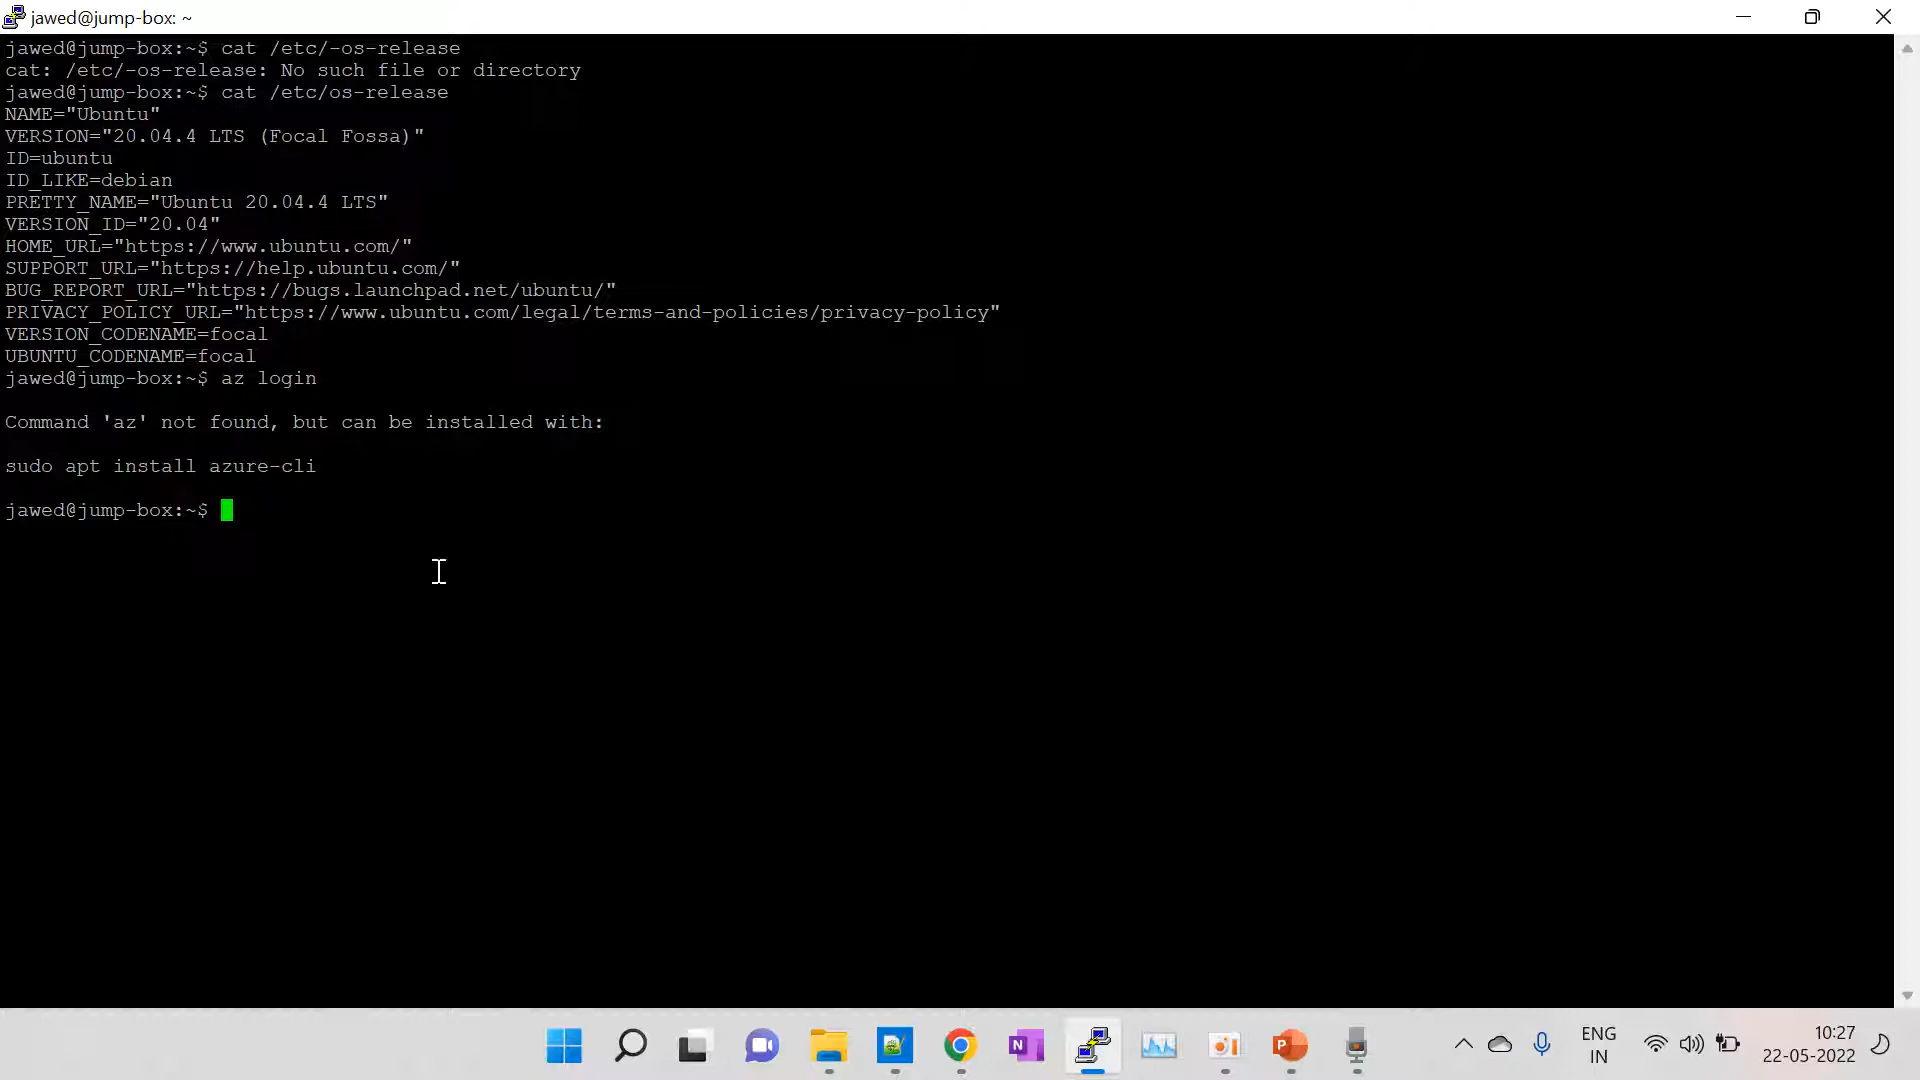 jawed@jump-box: ~
jawed@jump-box:~$ cat /etc/-os-release
cat: /etc/-os-release: No such file or directory
jawed@jump-box:~$ cat /etc/os-release
NAME="Ubuntu"
VERSION="20.04.4 LTS (Focal Fossa)"
ID=ubuntu
ID_LIKE=debian
PRETTY_NAME="Ubuntu 20.04.4 LTS"
VERSION_ID="20.04"
HOME_URL="https://www.ubuntu.com/"
SUPPORT_URL="https://help.ubuntu.com/"
BUG_REPORT_URL="https://bugs.launchpad.net/ubuntu/"
PRIVACY_POLICY_URL="https://www.ubuntu.com/legal/terms-and-policies/privacy-policy"
VERSION_CODENAME=focal
UBUNTU_CODENAME=focal
jawed@jump-box:~$ az login
Command 'az' not found, but can be installed with:
sudo apt install azure-cli
jawed@jump-box:~$
N
P
ENG
IN
10:27
22-05-2022